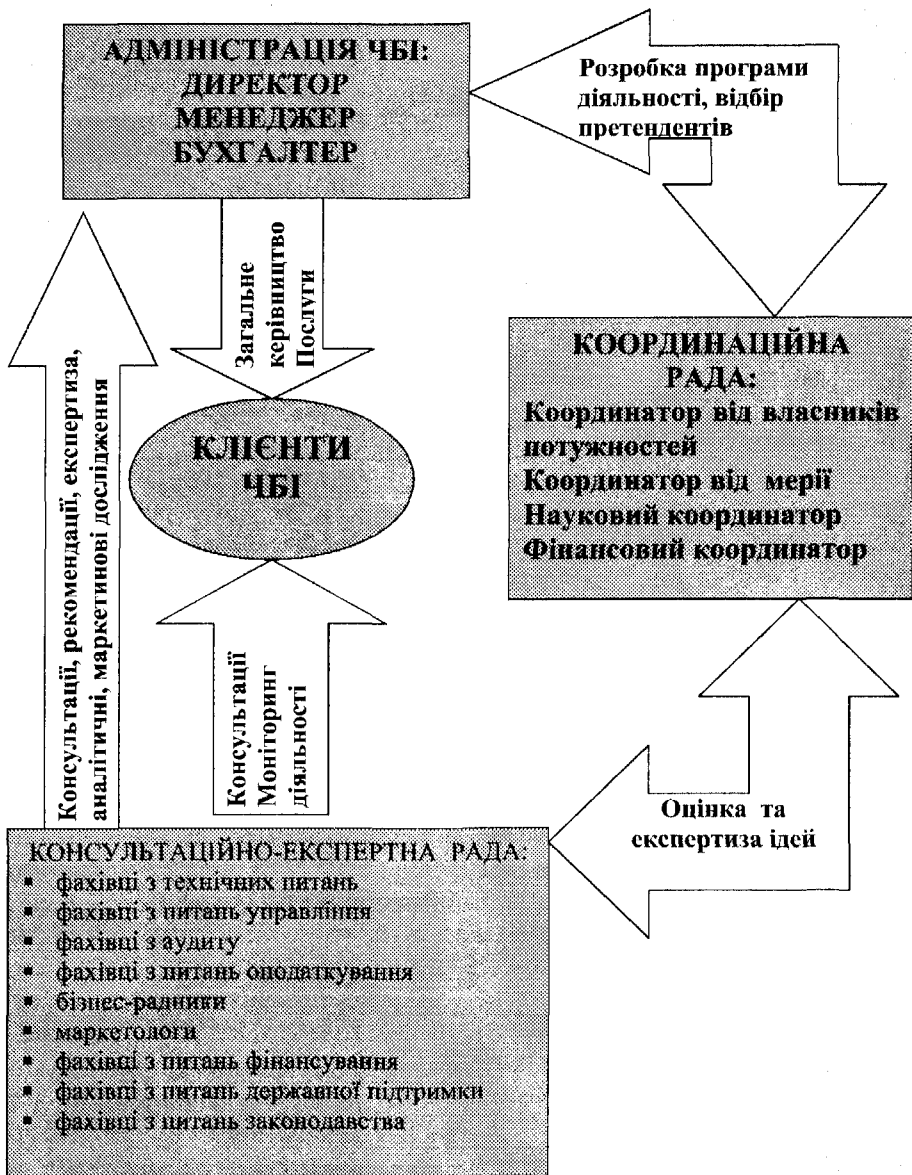 АДМІНІСТРАЦІЯ ЧБІ:
ДИРЕКТОР
МЕНЕДЖЕР
БУХГАЛТЕР
Розробка програми
діяльності, відбір
претендентів
Загальне
керівництво
Послуги
Консультації, рекомендації, експертиза,
аналітичні, маркетинові дослідження
КЛІЄНТИ
ЧБІ
КООРДИНАЦІЙНА
РАДА:
Координатор від власників
потужностей
Координатор від мерії
Науковий координатор
Фінансовий координатор
Консультації
Моніторинг
діяльності
Оцінка та
експертиза ідей
КОНСУЛЬТАЦІЙНО-ЕКСПЕРТНА РАДА:
▪ фахівці з технічних питань
▪ фахівці з питань управління
▪ фахівці з аудиту
▪ фахівці з питань оподаткування
▪ бізнес-радники
▪ маркетологи
▪ фахівці з питань фінансування
▪ фахівці з питань державної підтримки
▪ фахівці з питань законодавства